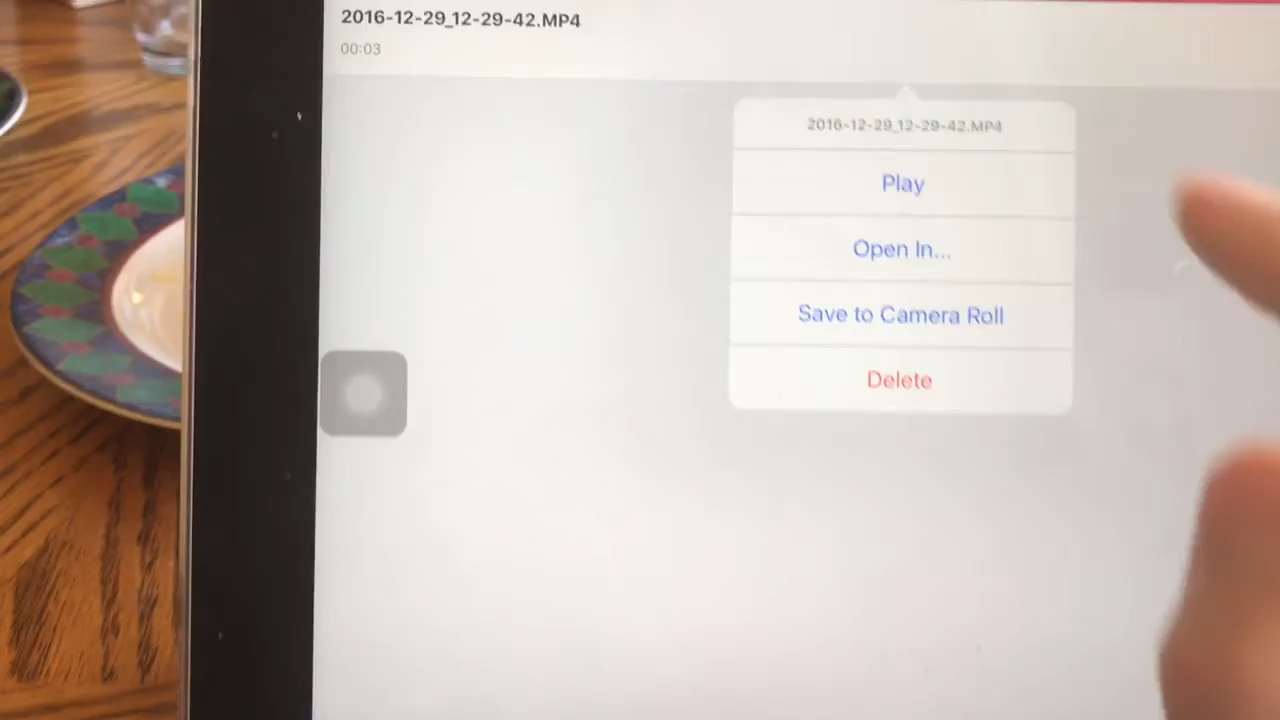 2016-12-29_12-29-42.MP4
00:03
2016-12-29_12-29-42.MP4
Play
Open In...
Save to Camera Roll
Delete